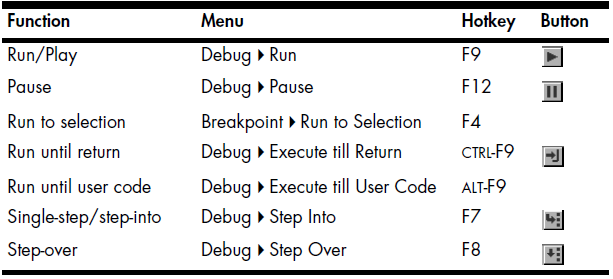 Function Menu Hotkey Button
Run/Play Debug▶Run F9
Pause Debug▶Pause F12
Run to selection Breakpoint▶Run to Selection F4
Run until return Debug▶Execute till Return CTRL-F9
Run until user code Debug▶Execute till User Code ALT-F9
Single-step/step-into Debug▶Step Into F7
Step-over Debug▶Step Over F8